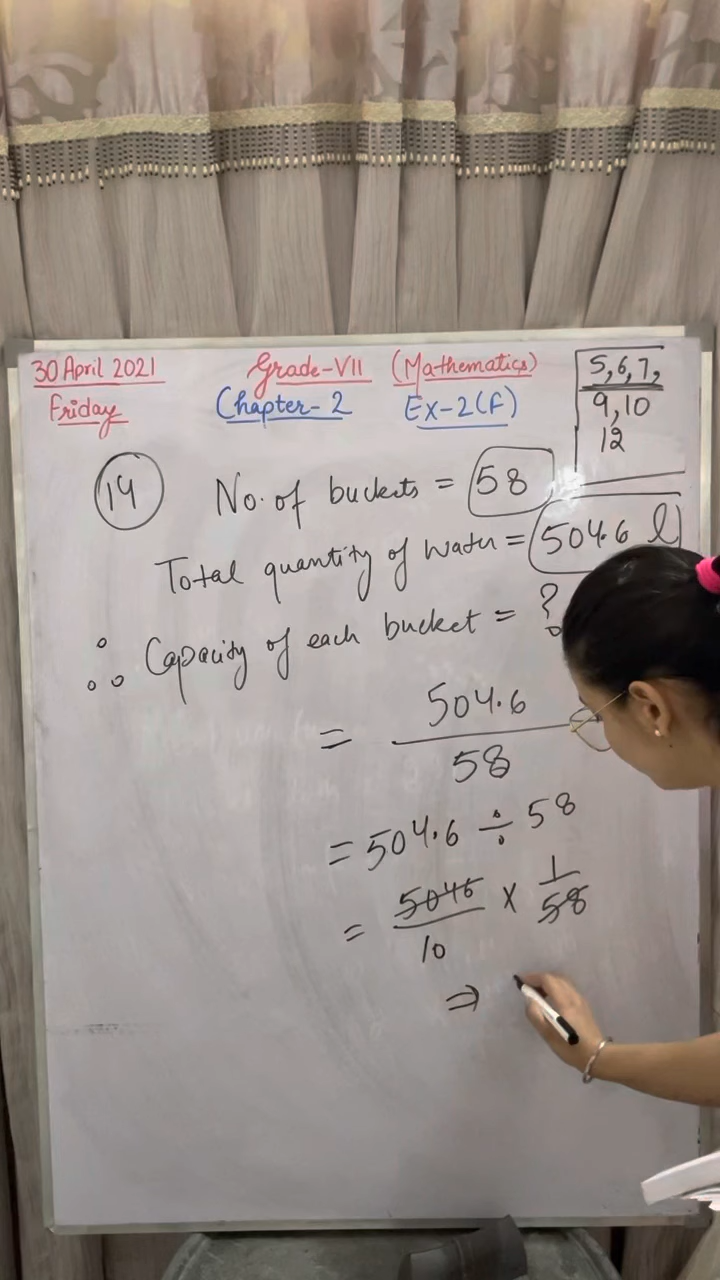 30 April 2021 Grade-VII (Mathematics)
Friday Chapter-2 Ex-2(F)
5,6,7,
9,10
12
14 No. of buckets = 58
Total quantity of water = 504.6 l
∴ Capacity of each bucket = ?
= 504.6 / 58
= 504.6 ÷ 58
= 5046/10 × 1/58
⇒